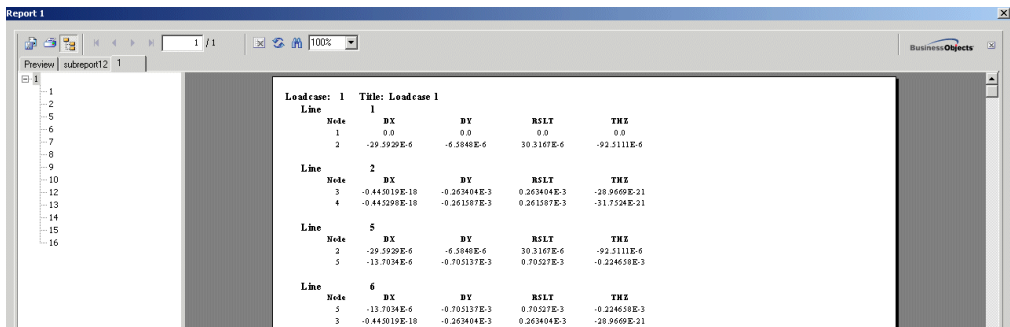 Report 1
1 /1
100%
BusinessObjects
Preview subreport12 1
1
1
2
5
6
7
8
9
10
12
13
14
15
16
Loadcase: 1 Title: Loadcase 1
Line 1
Node DX DY RSLT THZ
1 0.0 0.0 0.0 0.0
2 -29.5929E-6 -6.5848E-6 30.3167E-6 -92.5111E-6
Line 2
Node DX DY RSLT THZ
3 -0.445019E-18 -0.263404E-3 0.263404E-3 -28.9669E-21
4 -0.445298E-18 -0.261587E-3 0.261587E-3 -31.7524E-21
Line 5
Node DX DY RSLT THZ
2 -29.5929E-6 -6.5848E-6 30.3167E-6 -92.5111E-6
5 -13.7034E-6 -0.705137E-3 0.70527E-3 -0.224658E-3
Line 6
Node DX DY RSLT THZ
5 -13.7034E-6 -0.705137E-3 0.70527E-3 -0.224658E-3
3 -0.445019E-18 -0.263404E-3 0.263404E-3 -28.9669E-21